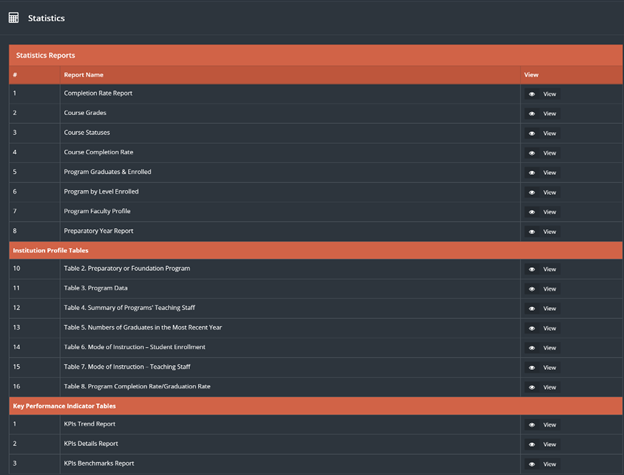 Statistics
Statistics Reports
# Report Name View
1 Completion Rate Report View
2 Course Grades View
3 Course Statuses View
4 Course Completion Rate View
5 Program Graduates & Enrolled View
6 Program by Level Enrolled View
7 Program Faculty Profile View
8 Preparatory Year Report View
Institution Profile Tables
10 Table 2. Preparatory or Foundation Program View
11 Table 3. Program Data View
12 Table 4. Summary of Programs' Teaching Staff View
13 Table 5. Numbers of Graduates in the Most Recent Year View
14 Table 6. Mode of Instruction – Student Enrollment View
15 Table 7. Mode of Instruction - Teaching Staff View
16 Table 8. Program Completion Rate/Graduation Rate View
Key Performance Indicator Tables
1 KPIs Trend Report View
2 KPIs Details Report View
3 KPIs Benchmarks Report View